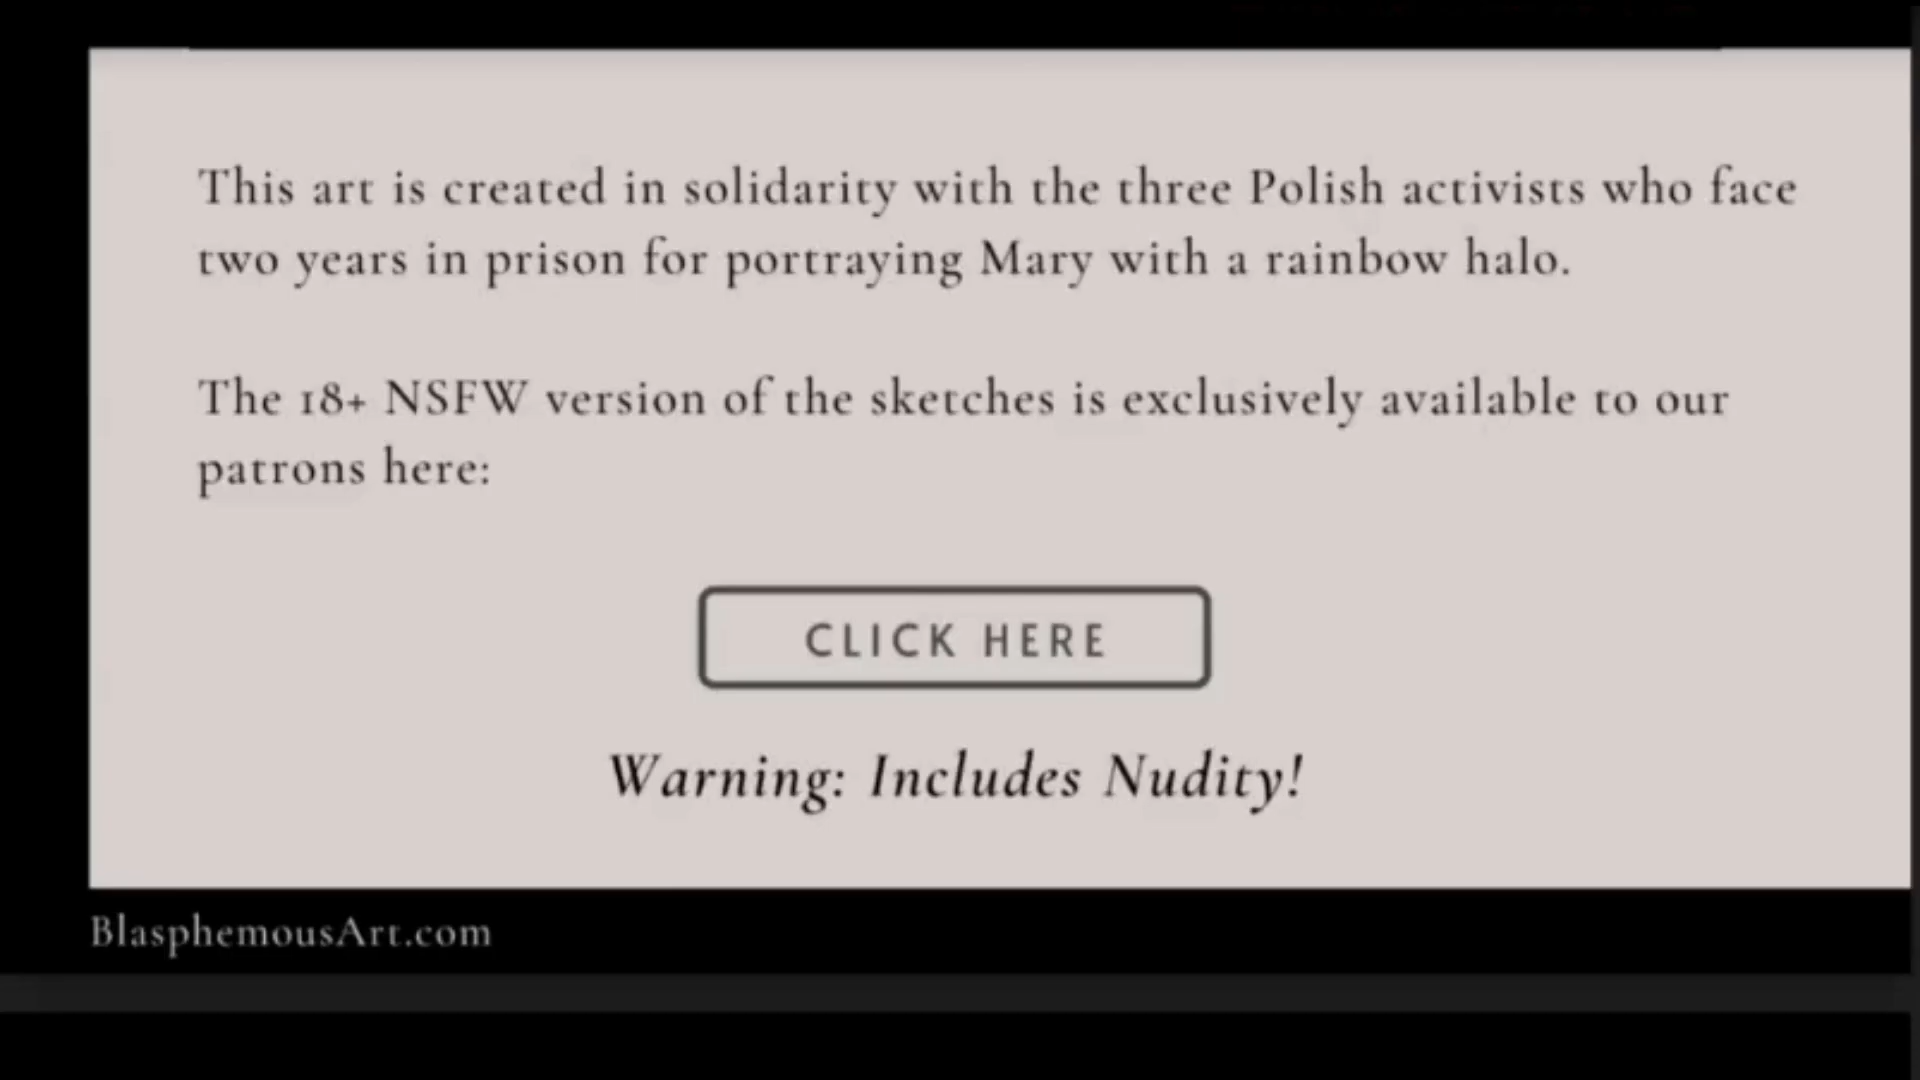 This art is created in solidarity with the three Polish activists who face
two years in prison for portraying Mary with a rainbow halo.
The 18+ NSFW version of the sketches is exclusively available to our
patrons here:
CLICK HERE
Warning: Includes Nudity!
BlasphemousArt.com